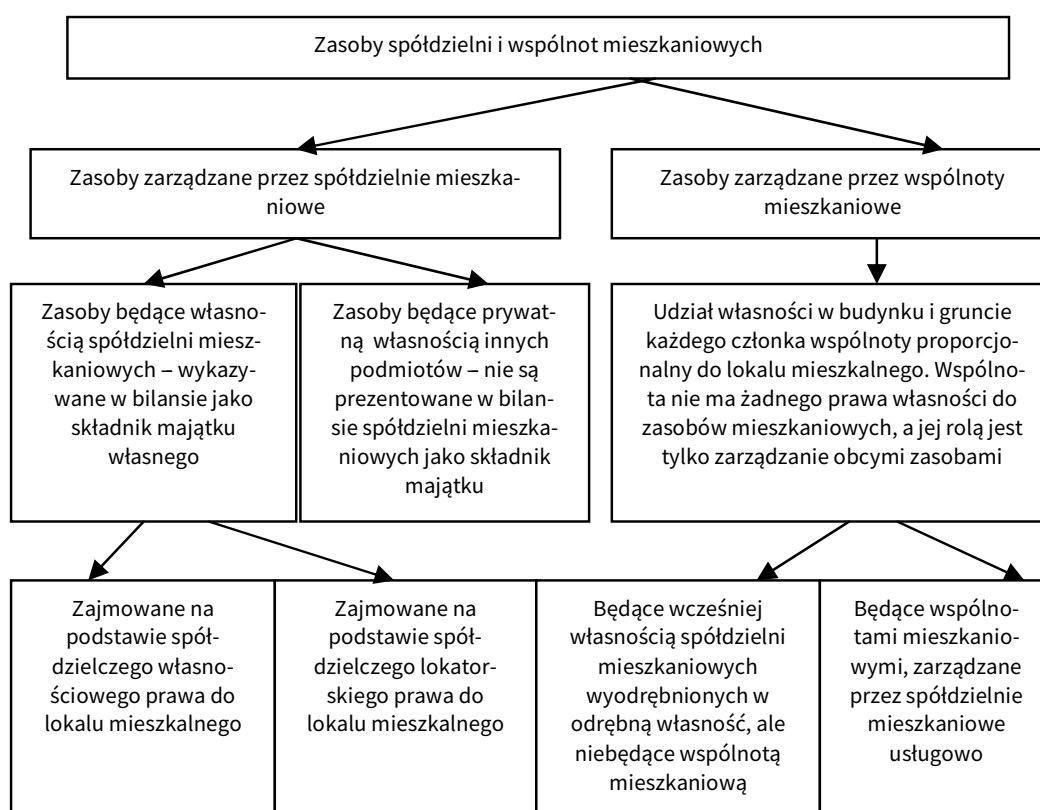 Zasoby spółdzielni i wspólnot mieszkaniowych
Zasoby zarządzane przez spółdzielnie mieszka-
niowe
Zasoby zarządzane przez wspólnoty
mieszkaniowe
Zasoby będące własno-
ścią spółdzielni miesz-
kaniowych – wykazy-
wane w bilansie jako
składnik majątku
własnego
Zasoby będące prywat-
ną własnością innych
podmiotów – nie są
prezentowane w bilan-
sie spółdzielni mieszka-
niowych jako składnik
majątku
Udział własności w budynku i gruncie
każdego członka wspólnoty proporcjo-
nalny do lokalu mieszkalnego. Wspólno-
ta nie ma żadnego prawa własności do
zasobów mieszkaniowych, a jej rolą jest
tylko zarządzanie obcymi zasobami
Zajmowane na
podstawie spół-
dzielczego własno-
ściowego prawa do
lokalu mieszkalnego
Zajmowane na
podstawie spół-
dzielczego lokator-
skiego prawa do
lokalu mieszkalnego
Będące wcześniej
własnością spółdzielni
mieszkaniowych
wyodrębnionych w
odrębną własność, ale
niebędące wspólnotą
mieszkaniową
Będące wspólno-
tami mieszkanio-
wymi, zarządzane
przez spółdzielnie
mieszkaniowe
usługowo